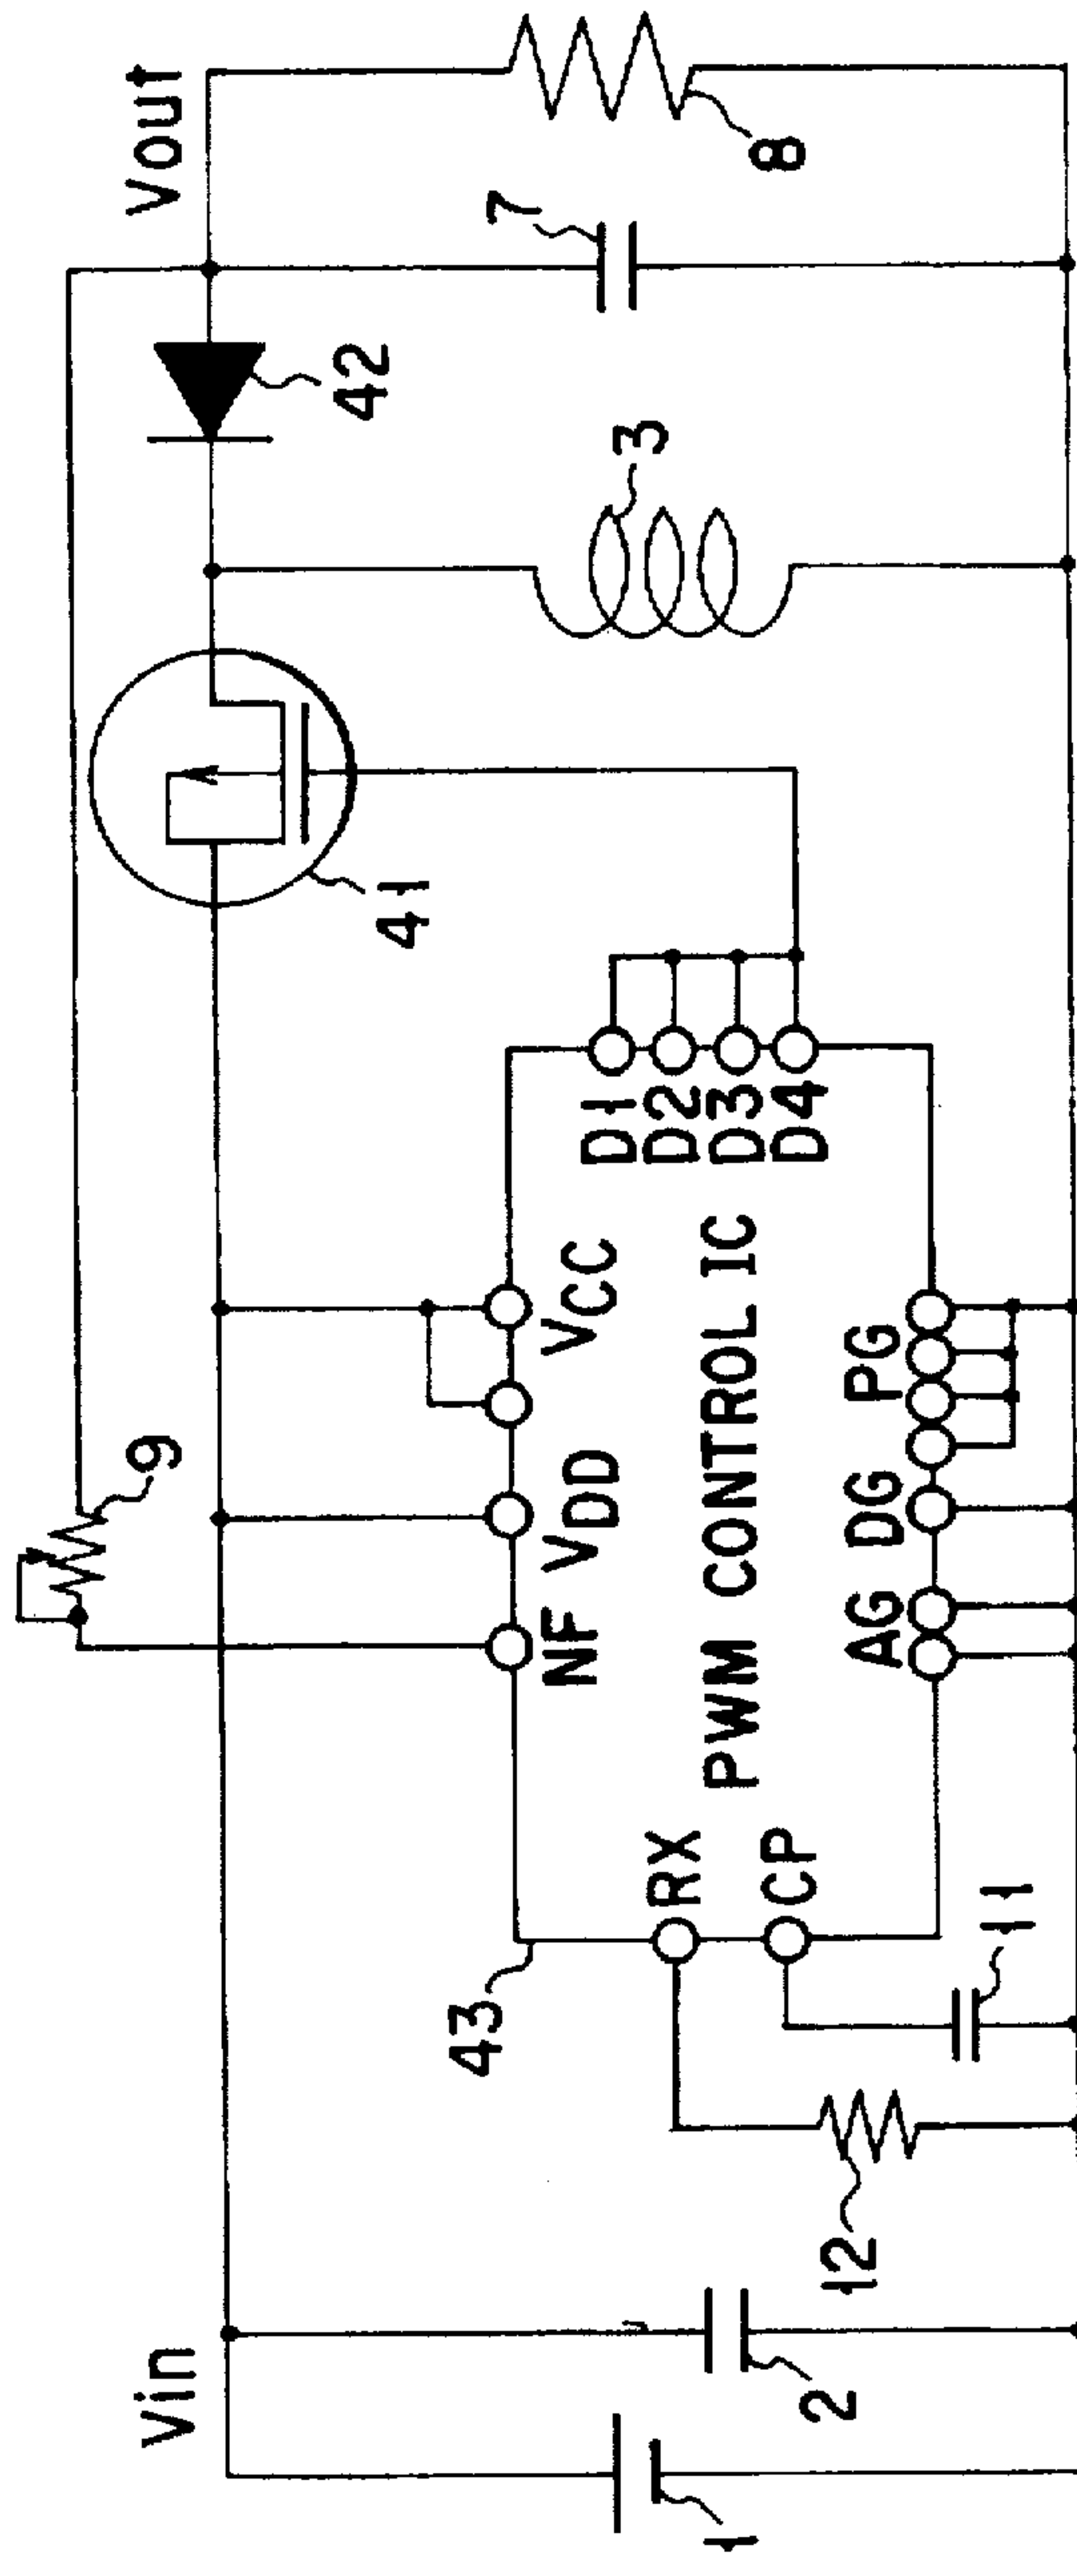 Vin
Vout
9
41
42
3
7
8
NF
VDD
VCC
D1
D2
D3
D4
PWM CONTROL IC
RX
CP
AG
DG
PG
43
11
12
2
1